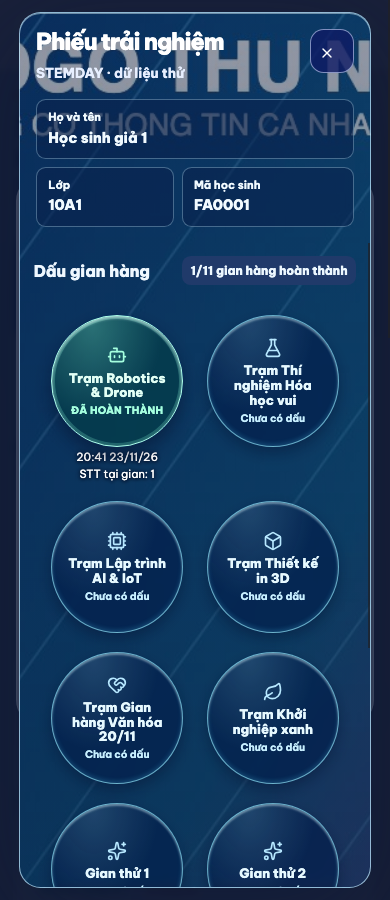 Phiếu trải nghiệm
STEMDAY · dữ liệu thử
Họ và tên
Học sinh giả 1
Lớp
10A1
Mã học sinh
FA0001
Dấu gian hàng
1/11 gian hàng hoàn thành
Trạm Robotics
& Drone
ĐÃ HOÀN THÀNH
20:41 23/11/26
STT tại gian: 1
Trạm Thí
nghiệm Hóa
học vui
Chưa có dấu
Trạm Lập trình
AI & IoT
Chưa có dấu
Trạm Thiết kế
in 3D
Chưa có dấu
Trạm Gian
hàng Văn hóa
20/11
Chưa có dấu
Trạm Khởi
nghiệp xanh
Chưa có dấu
Gian thử 1
Gian thử 2